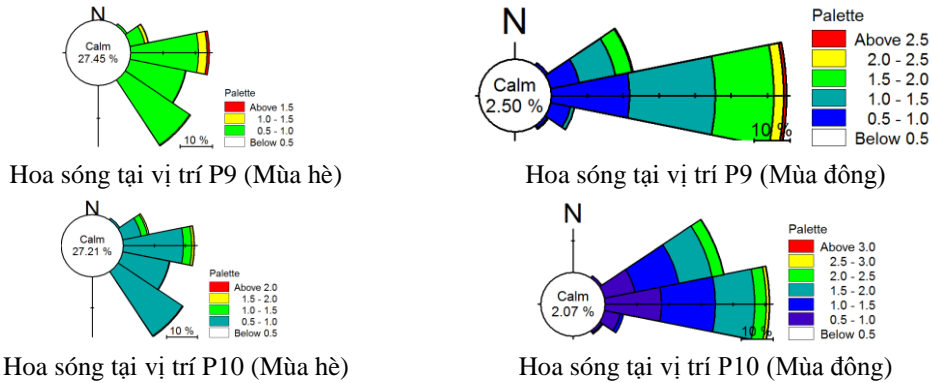 N
Calm
27.45 %
10 %
Palette
Above 1.5
1.0 - 1.5
0.5 - 1.0
Below 0.5
Hoa sóng tại vị trí P9 (Mùa hè)
N
Calm
2.50 %
10 %
Palette
Above 2.5
2.0 - 2.5
1.5 - 2.0
1.0 - 1.5
0.5 - 1.0
Below 0.5
Hoa sóng tại vị trí P9 (Mùa đông)
N
Calm
27.21 %
10 %
Palette
Above 2.0
1.5 - 2.0
1.0 - 1.5
0.5 - 1.0
Below 0.5
Hoa sóng tại vị trí P10 (Mùa hè)
N
Calm
2.07 %
10 %
Palette
Above 3.0
2.5 - 3.0
2.0 - 2.5
1.5 - 2.0
1.0 - 1.5
0.5 - 1.0
Below 0.5
Hoa sóng tại vị trí P10 (Mùa đông)